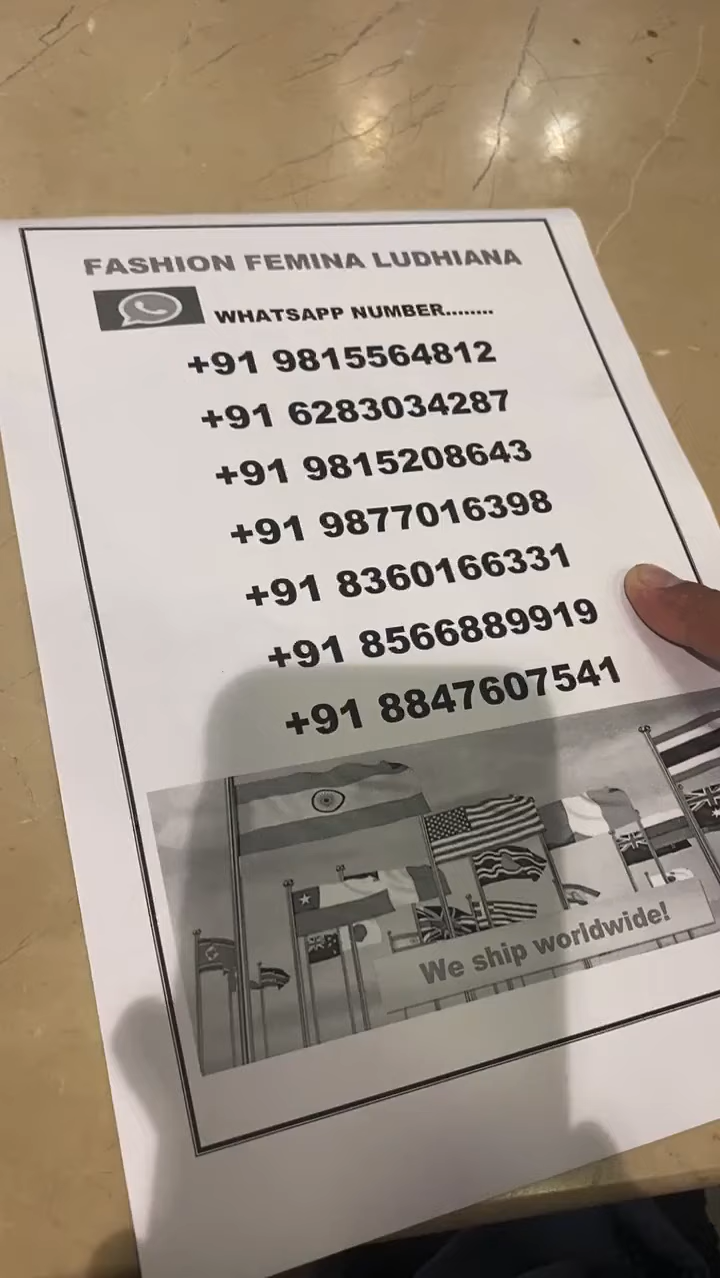 FASHION FEMINA LUDHIANA
WHATSAPP NUMBER........
+91 9815564812
+91 6283034287
+91 9815208643
+91 9877016398
+91 8360166331
+91 8566889919
+91 8847607541
We ship worldwide!